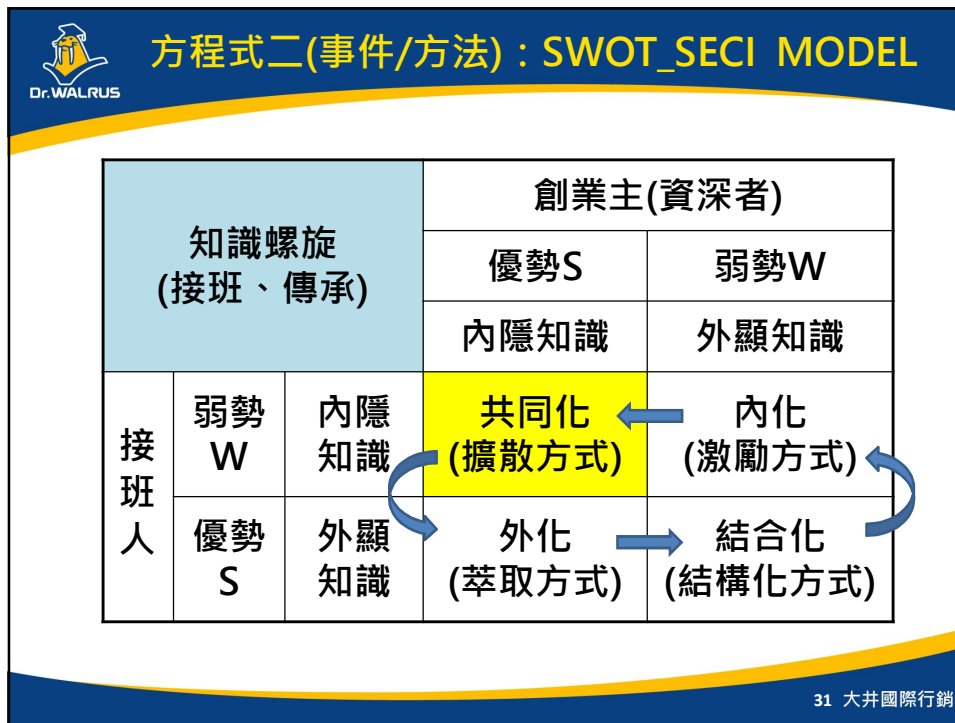 方程式二(事件/方法)：SWOT_SECI MODEL
Dr.WALRUS
知識螺旋
(接班、傳承)
創業主(資深者)
優勢S
弱勢W
內隱知識
外顯知識
接
班
人
弱勢
W
內隱
知識
共同化
(擴散方式)
內化
(激勵方式)
優勢
S
外顯
知識
外化
(萃取方式)
結合化
(結構化方式)
31 大井國際行銷